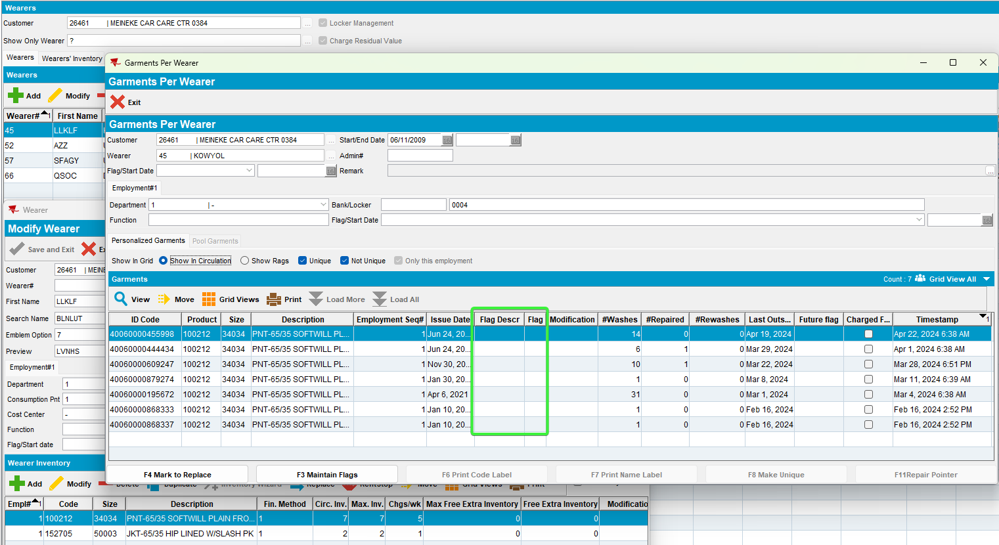 Wearers
Customer 26461 | MEINEKE CAR CARE CTR 0384 ... Locker Management
Show Only Wearer ? ... Charge Residual Value
Wearers Wearers' Inventory
Wearers
Add Modify
Wearer# 1 First Name
45 LLKLF
52 AZZ
57 SFAGY
66 QSOC
Garments Per Wearer
Garments Per Wearer
Exit
Garments Per Wearer
Customer 26461 | MEINEKE CAR CARE CTR 0384 ... Start/End Date 06/11/2009 16 16
Wearer 45 | KOWYOL ... Admin#
Flag/Start Date 16 Remark ...
Employment#1
Department 1 | - Bank/Locker 0004
Function Flag/Start Date 16
Personalized Garments Pool Garments
Show In Grid Show In Circulation Show Rags Unique Not Unique Only this employment
Garments Count : 7 Grid View All
View Move Grid Views Print Load More Load All
ID Code Product Size Description Employment Seq# Issue Date Flag Descr Flag Modification #Washes #Repaired #Rewashes Last Outs... Future flag Charged F... Timestamp 1
40060000455998 100212 34034 PNT-65/35 SOFTWILL PL... 1 Jun 24, 20... 14 0 0 Apr 19, 2024 Apr 22, 2024 6:38 AM
40060000444434 100212 34034 PNT-65/35 SOFTWILL PL... 1 Jun 24, 20... 6 1 0 Mar 29, 2024 Apr 1, 2024 6:38 AM
40060000609247 100212 34034 PNT-65/35 SOFTWILL PL... 1 Nov 30, 20... 10 1 0 Mar 22, 2024 Mar 28, 2024 6:51 PM
40060000879274 100212 34034 PNT-65/35 SOFTWILL PL... 1 Jan 30, 20... 1 0 0 Mar 8, 2024 Mar 11, 2024 6:39 AM
40060000195672 100212 34034 PNT-65/35 SOFTWILL PL... 1 Apr 6, 2021 31 0 0 Mar 1, 2024 Mar 4, 2024 6:38 AM
40060000868333 100212 34034 PNT-65/35 SOFTWILL PL... 1 Jan 10, 20... 1 0 0 Feb 16, 2024 Feb 16, 2024 2:52 PM
40060000868337 100212 34034 PNT-65/35 SOFTWILL PL... 1 Jan 10, 20... 1 0 0 Feb 16, 2024 Feb 16, 2024 2:52 PM
F4 Mark to Replace F3 Maintain Flags F6 Print Code Label F7 Print Name Label F8 Make Unique F11Repair Pointer
Wearer
Modify Wearer
Save and Exit
Customer 26461 | MEIN
Wearer#
First Name LLKLF
Search Name BLNLUT
Emblem Option 7
Preview LVNHS
Employment#1
Department 1
Consumption Pnt 1
Cost Center -
Function
Flag/Start date
Wearer Inventory
Add Modify Delete Duplicate Inventory Wizard Replace RentStop Move Grid Views Print
Empl# 1 Code Size Description Fin. Method Circ. Inv. Max. Inv. Chgs/wk Max Free Extra Inventory Free Extra Inventory Modificatio
1 100212 34034 PNT-65/35 SOFTWILL PLAIN FRO... 1 7 7 5 0 0
1 152705 50003 JKT-65/35 HIP LINED W/SLASH PK 1 2 2 1 0 0